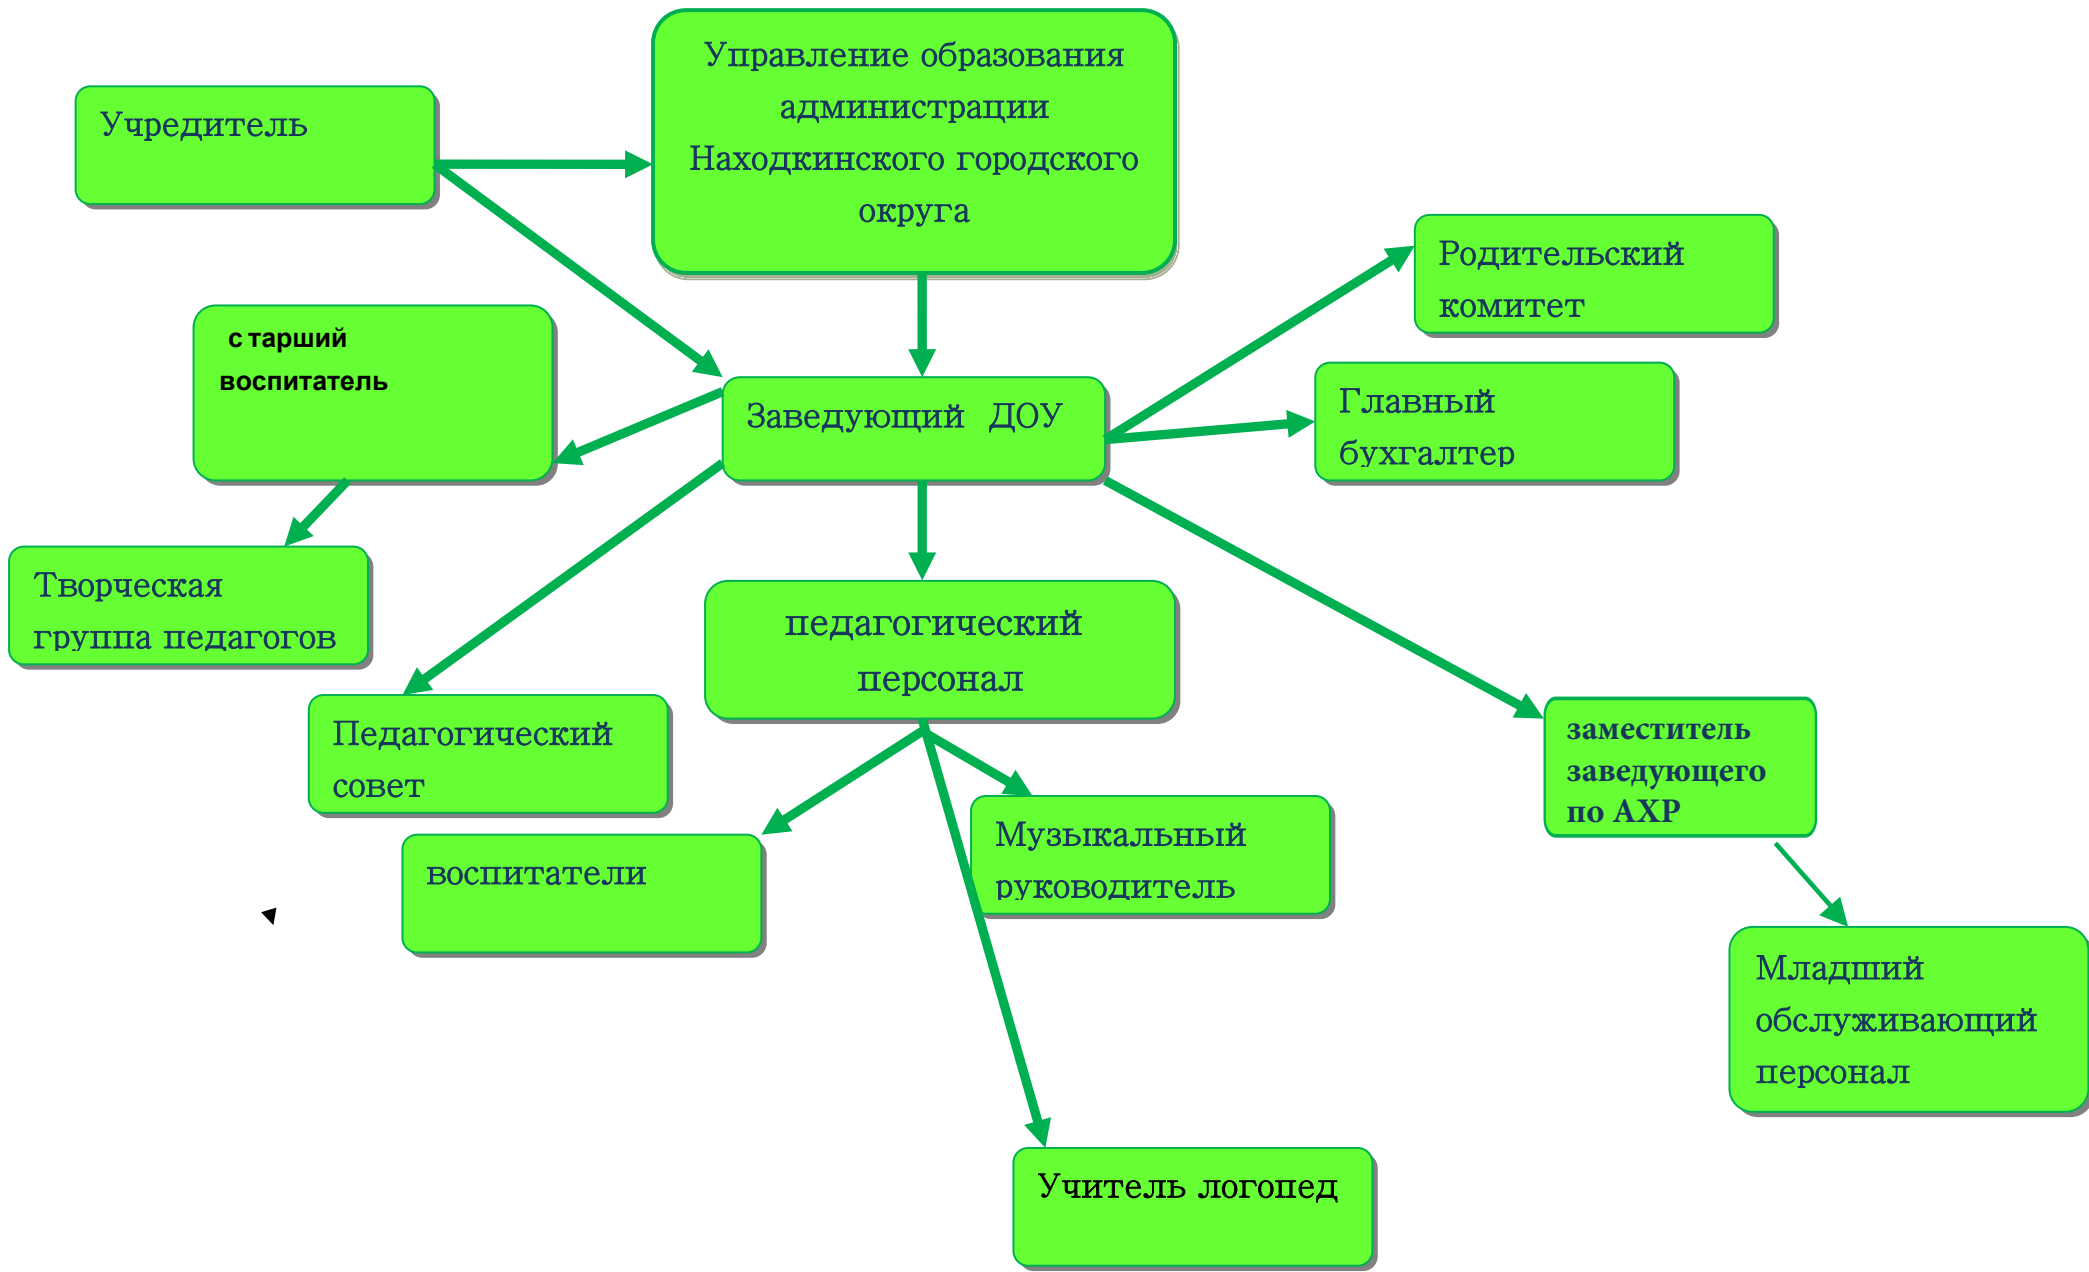 Управление образования
администрации
Находкинского городского
округа
Учредитель
Родительский
комитет
с тарший
воспитатель
Заведующий ДОУ
Главный
бухгалтер
Творческая
группа педагогов
педагогический
персонал
Педагогический
совет
заместитель
заведующего
по АХР
воспитатели
Музыкальный
руководитель
Младший
обслуживающий
персонал
Учитель логопед